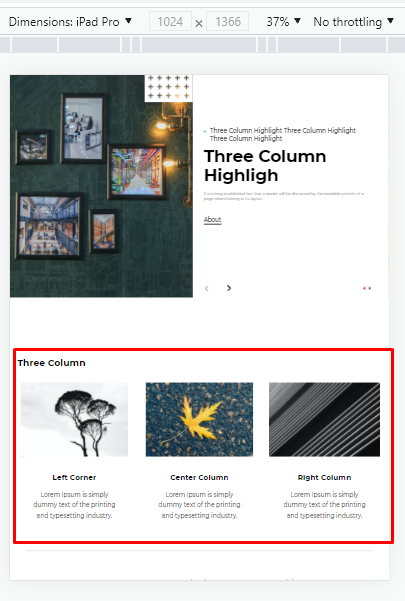 Dimensions: iPad Pro ▼ 1024 × 1366 37% ▼ No throttling ▼
Three Column Highlight Three Column Highlight
Three Column Highlight
Three Column
Highligh
It is a long established fact that a reader will be distracted by the readable content of a
page when looking at its layout.
About
Three Column
Left Corner
Lorem Ipsum is simply
dummy text of the printing
and typesetting industry.
Center Column
Lorem Ipsum is simply
dummy text of the printing
and typesetting industry.
Right Column
Lorem Ipsum is simply
dummy text of the printing
and typesetting industry.